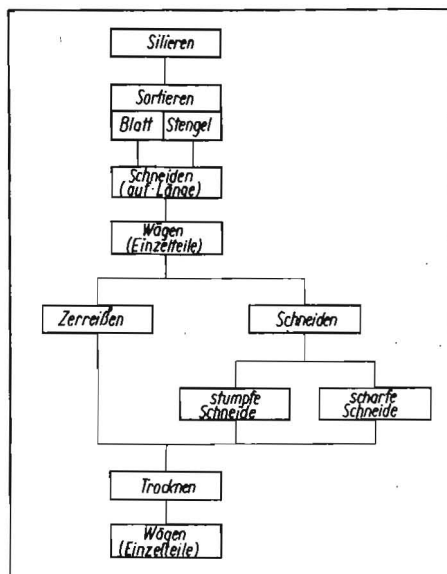 Silieren
Sortieren
Blatt Stengel
Schneiden
(auf Länge)
Wägen
(Einzelteile)
Zerreißen Schneiden
stumpfe
Schneide
scharfe
Schneide
Trocknen
Wägen
(Einzelteile)